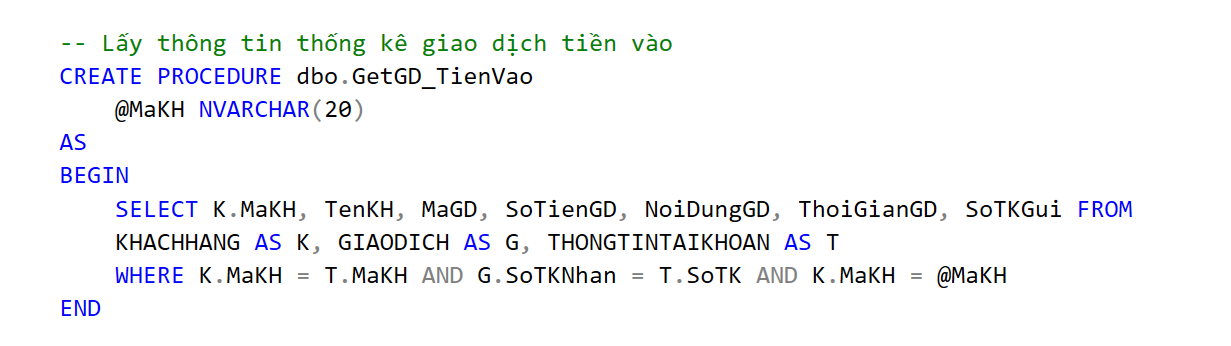 -- Lấy thông tin thống kê giao dịch tiền vào
CREATE PROCEDURE dbo.GetGD_TienVao
    @MaKH NVARCHAR(20)
AS
BEGIN
    SELECT K.MaKH, TenKH, MaGD, SoTienGD, NoiDungGD, ThoiGianGD, SoTKGui FROM
    KHACHHANG AS K, GIAODICH AS G, THONGTINTAIKHOAN AS T
    WHERE K.MaKH = T.MaKH AND G.SoTKNhan = T.SoTK AND K.MaKH = @MaKH
END